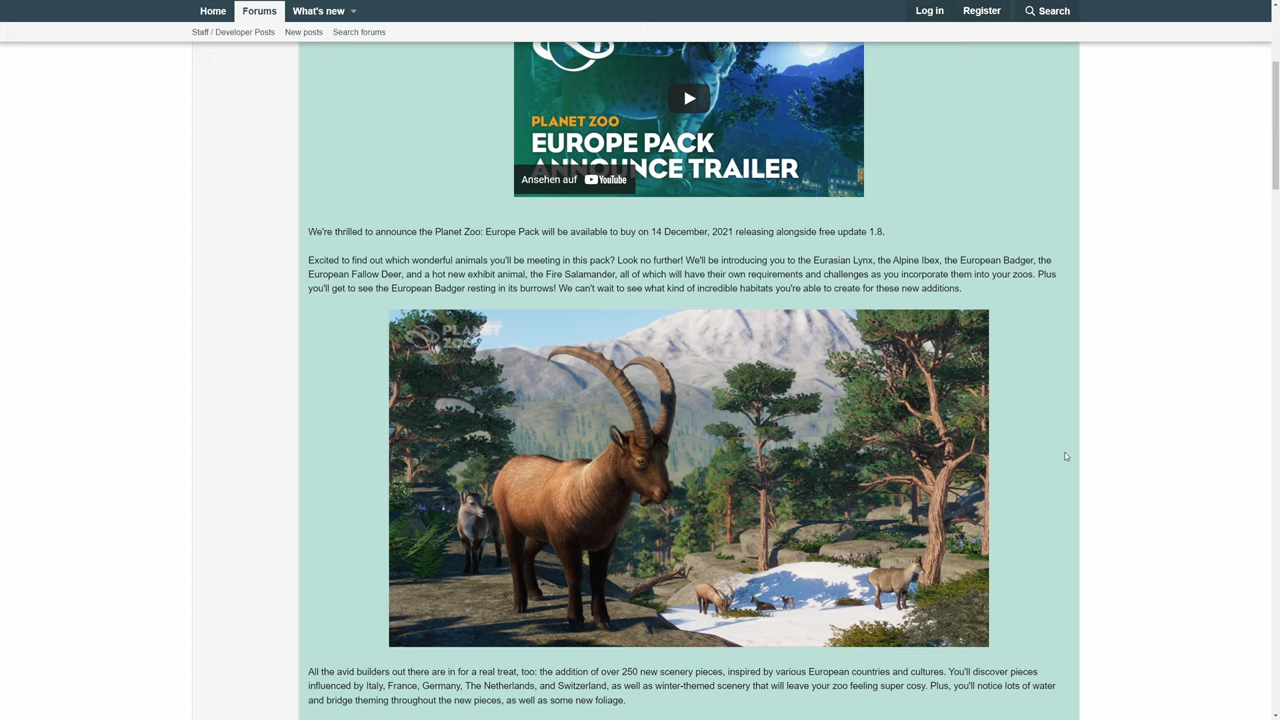 Home Forums What's new Log in Register Search
Staff / Developer Posts New posts Search forums
PLANET ZOO
EUROPE PACK
ANNOUNCE TRAILER
Ansehen auf YouTube
We're thrilled to announce the Planet Zoo: Europe Pack will be available to buy on 14 December, 2021 releasing alongside free update 1.8.
Excited to find out which wonderful animals you'll be meeting in this pack? Look no further! We'll be introducing you to the Eurasian Lynx, the Alpine Ibex, the European Badger, the
European Fallow Deer, and a hot new exhibit animal, the Fire Salamander, all of which will have their own requirements and challenges as you incorporate them into your zoos. Plus
you'll get to see the European Badger resting in its burrows! We can't wait to see what kind of incredible habitats you're able to create for these new additions.
PLANET
ZOO
All the avid builders out there are in for a real treat, too: the addition of over 250 new scenery pieces, inspired by various European countries and cultures. You'll discover pieces
influenced by Italy, France, Germany, The Netherlands, and Switzerland, as well as winter-themed scenery that will leave your zoo feeling super cosy. Plus, you'll notice lots of water
and bridge theming throughout the new pieces, as well as some new foliage.